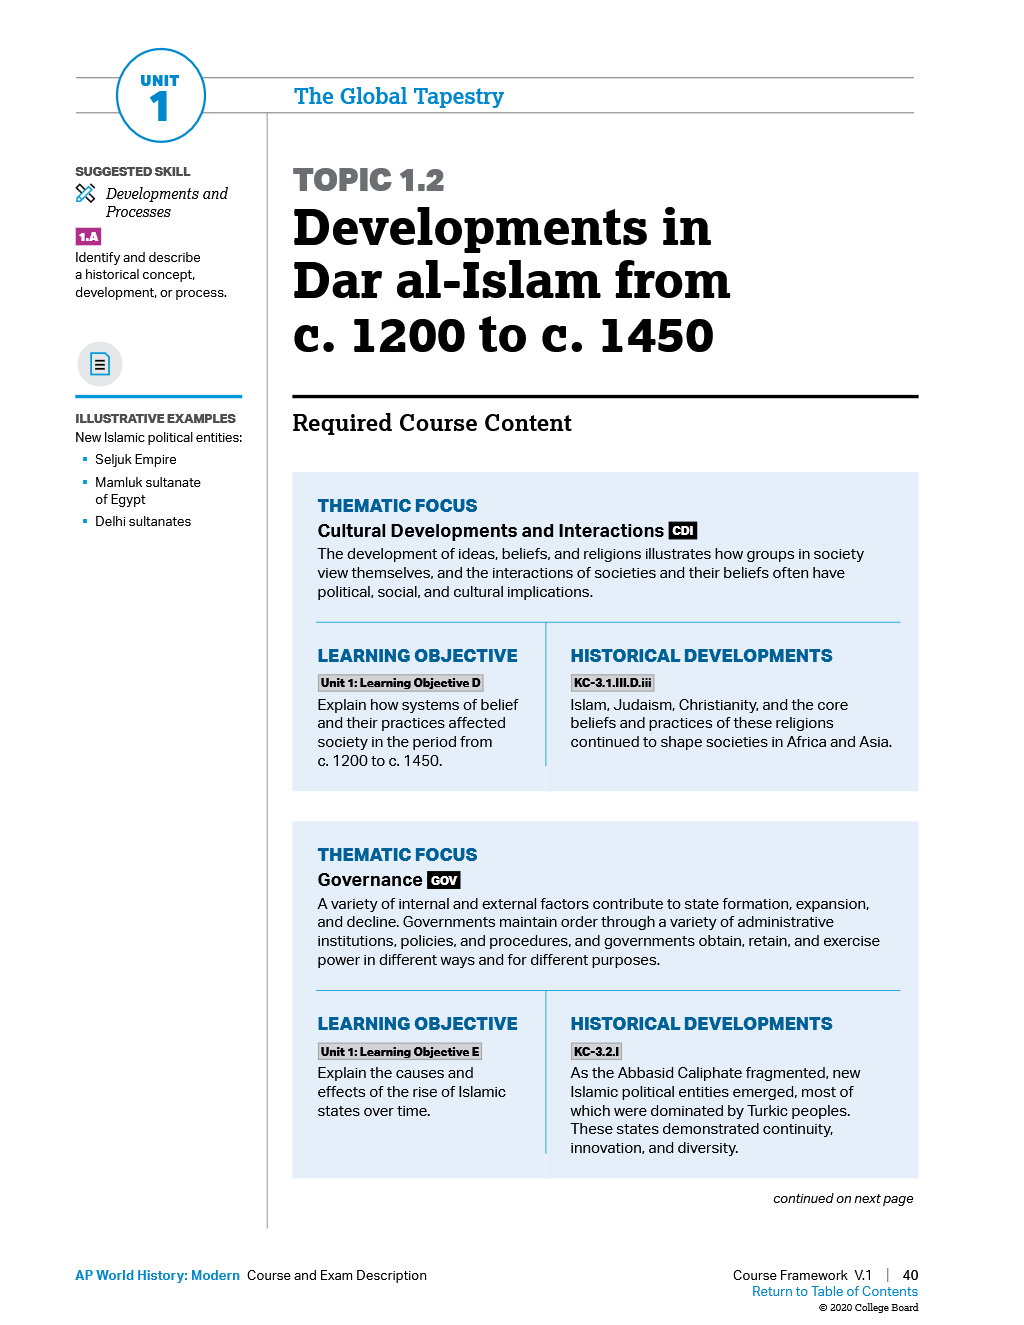 UNIT
1
The Global Tapestry
SUGGESTED SKILL
Developments and
Processes
1.A
Identify and describe
a historical concept,
development, or process.
ILLUSTRATIVE EXAMPLES
New Islamic political entities:
▪ Seljuk Empire
▪ Mamluk sultanate
of Egypt
▪ Delhi sultanates
TOPIC 1.2
Developments in
Dar al-Islam from
c. 1200 to c. 1450
Required Course Content
THEMATIC FOCUS
Cultural Developments and Interactions CDI
The development of ideas, beliefs, and religions illustrates how groups in society
view themselves, and the interactions of societies and their beliefs often have
political, social, and cultural implications.
LEARNING OBJECTIVE
Unit 1: Learning Objective D
Explain how systems of belief
and their practices affected
society in the period from
c. 1200 to c. 1450.
HISTORICAL DEVELOPMENTS
KC-3.1.III.D.iii
Islam, Judaism, Christianity, and the core
beliefs and practices of these religions
continued to shape societies in Africa and Asia.
THEMATIC FOCUS
Governance GOV
A variety of internal and external factors contribute to state formation, expansion,
and decline. Governments maintain order through a variety of administrative
institutions, policies, and procedures, and governments obtain, retain, and exercise
power in different ways and for different purposes.
LEARNING OBJECTIVE
Unit 1: Learning Objective E
Explain the causes and
effects of the rise of Islamic
states over time.
HISTORICAL DEVELOPMENTS
KC-3.2.I
As the Abbasid Caliphate fragmented, new
Islamic political entities emerged, most of
which were dominated by Turkic peoples.
These states demonstrated continuity,
innovation, and diversity.
continued on next page
AP World History: Modern Course and Exam Description
Course Framework V.1 | 40
Return to Table of Contents
© 2020 College Board